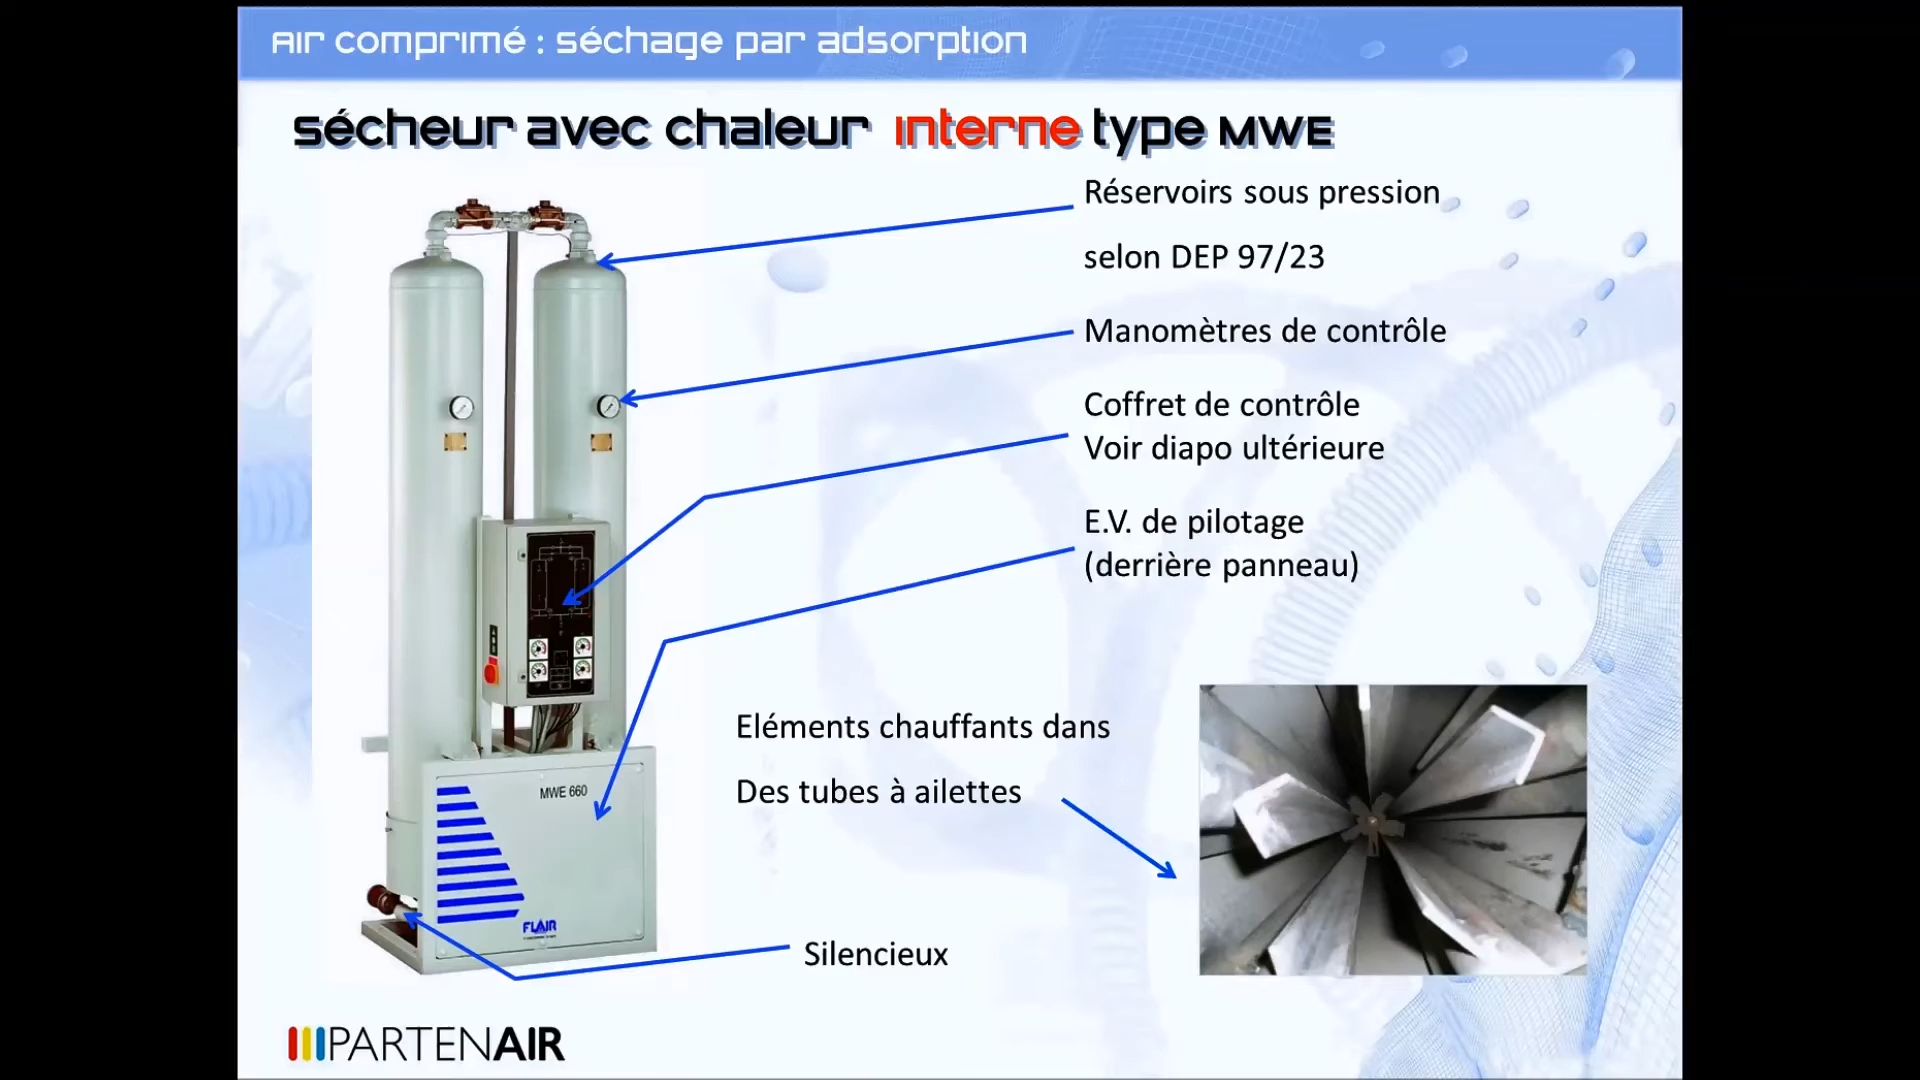 Air comprimé : séchage par adsorption
sécheur avec chaleur interne type MWE
Réservoirs sous pression
selon DEP 97/23
Manomètres de contrôle
Coffret de contrôle
Voir diapo ultérieure
E.V. de pilotage
(derrière panneau)
Eléments chauffants dans
Des tubes à ailettes
MWE 660
FLAIR
Silencieux
PARTENAIR